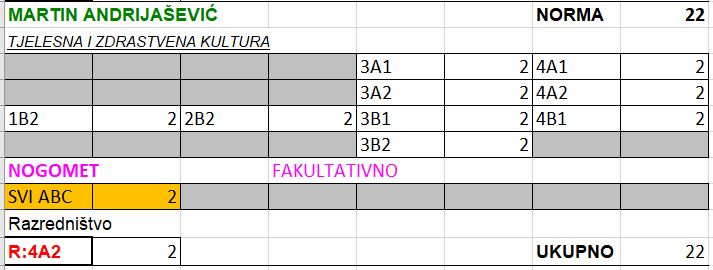 MARTIN ANDRIJAŠEVIĆ NORMA 22
TJELESNA I ZDRASTVENA KULTURA
3A1 2 4A1 2
3A2 2 4A2 2
1B2 2 2B2 2 3B1 2 4B1 2
3B2 2
NOGOMET FAKULTATIVNO
SVI ABC 2
Razredništvo
R:4A2 2 UKUPNO 22